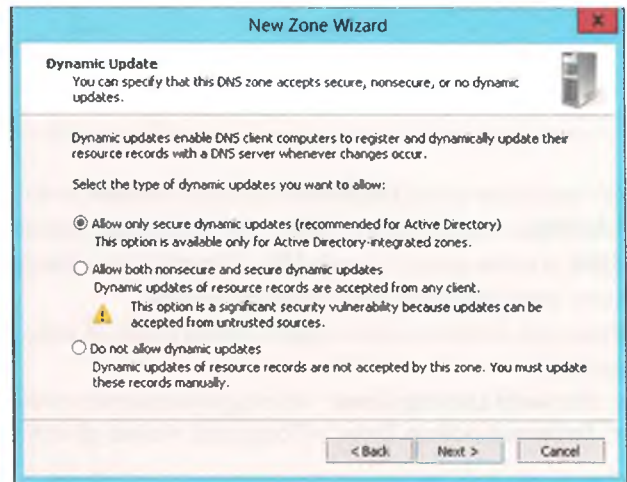 New Zone Wizard
x
Dynamic Update
You can specify that this DNS zone accepts secure, nonsecure, or no dynamic
updates.
Dynamic updates enable DNS client computers to register and dynamically update their
resource records with a DNS server whenever changes occur.
Select the type of dynamic updates you want to allow:
Allow only secure dynamic updates (recommended for Active Directory)
This option is available only for Active Directory-integrated zones.
Allow both nonsecure and secure dynamic updates
Dynamic updates of resource records are accepted from any client.
This option is a significant security vulnerability because updates can be
accepted from untrusted sources.
Do not allow dynamic updates
Dynamic updates of resource records are not accepted by this zone. You must update
these records manually.
< Back Next > Cancel